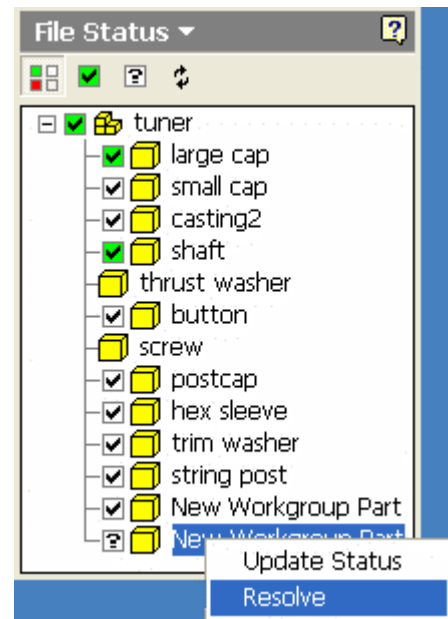 File Status
tuner
large cap
small cap
casting2
shaft
thrust washer
button
screw
postcap
hex sleeve
trim washer
string post
New Workgroup Part
New Workgroup Part
Update Status
Resolve